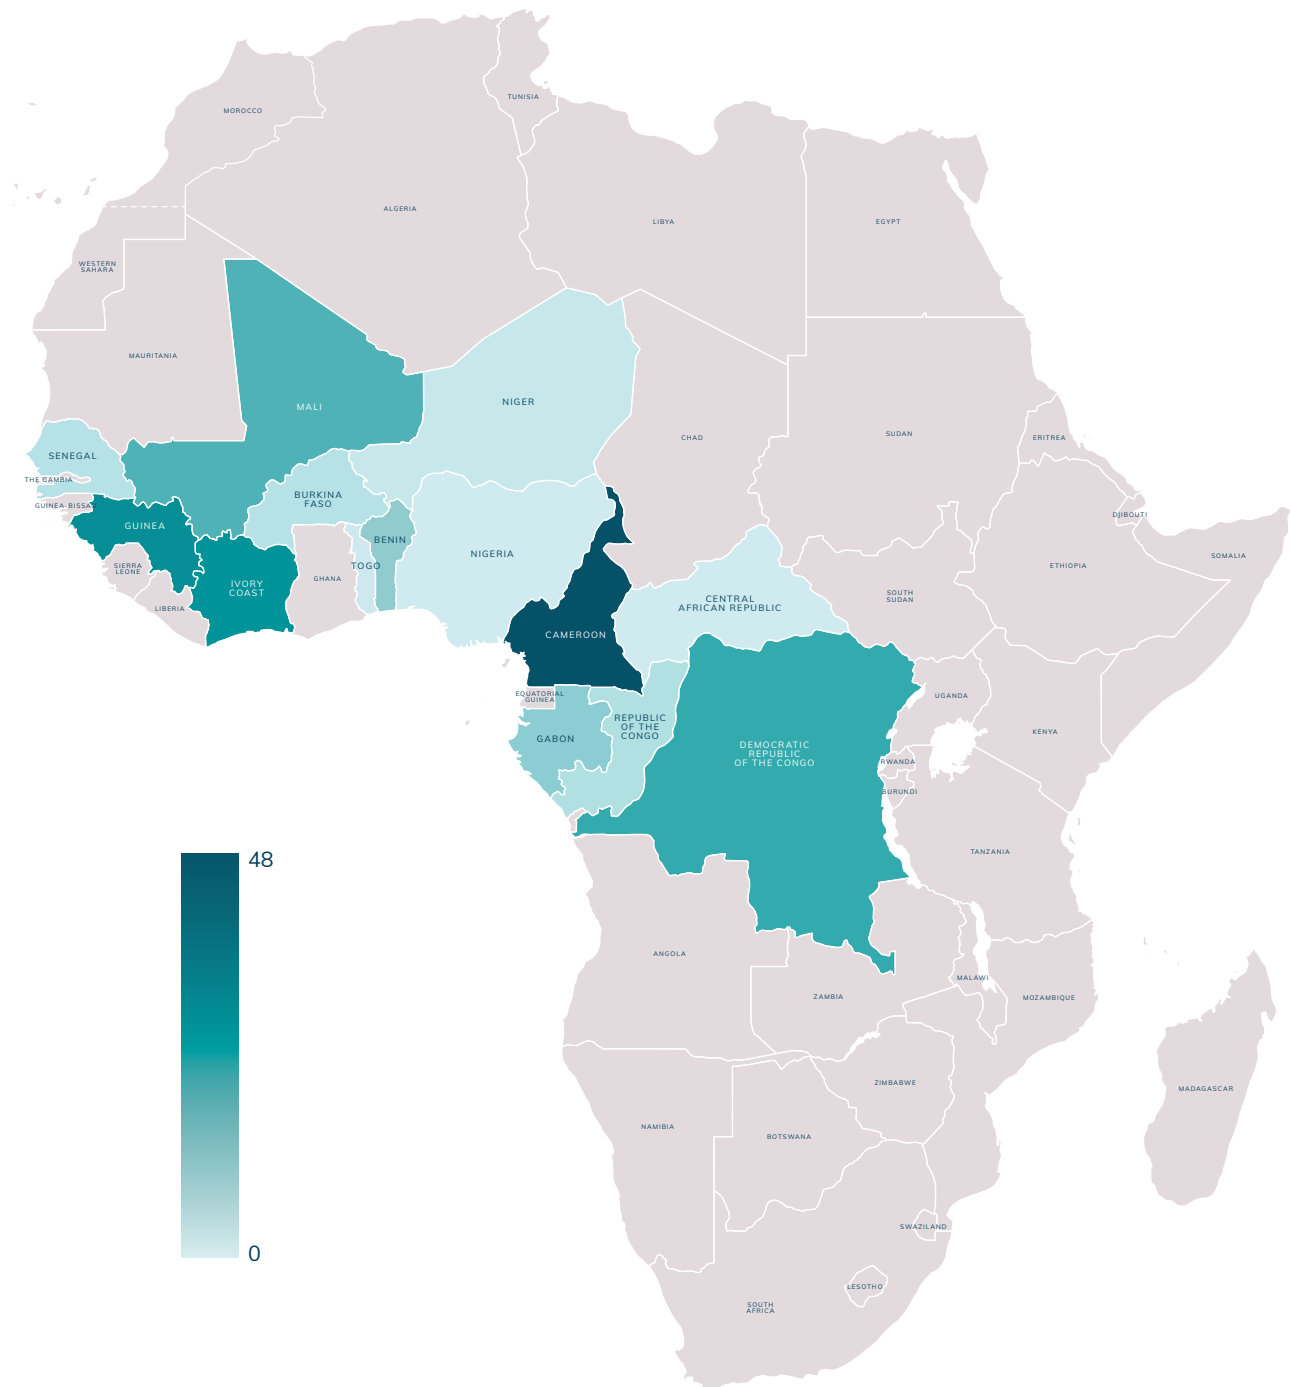 TUNISIA
MOROCCO
ALGERIA
LIBYA
EGYPT
WESTERN
SAHARA
MAURITANIA
MALI
NIGER
CHAD
SUDAN
ERITREA
SENEGAL
THE GAMBIA
BURKINA
FASO
GUINEA-BISSAU
DJIBOUTI
GUINEA
BENIN
NIGERIA
SOMALIA
SIERRA
LEONE
TOGO
ETHIOPIA
GHANA
IVORY
COAST
SOUTH
SUDAN
CENTRAL
AFRICAN REPUBLIC
LIBERIA
CAMEROON
EQUATORIAL
GUINEA
UGANDA
REPUBLIC
OF THE
CONGO
KENYA
GABON
DEMOCRATIC
REPUBLIC
OF THE CONGO
RWANDA
BURUNDI
TANZANIA
48
ANGOLA
MALAWI
ZAMBIA
MOZAMBIQUE
ZIMBABWE
MADAGASCAR
NAMIBIA
BOTSWANA
SWAZILAND
0
LESOTHO
SOUTH
AFRICA